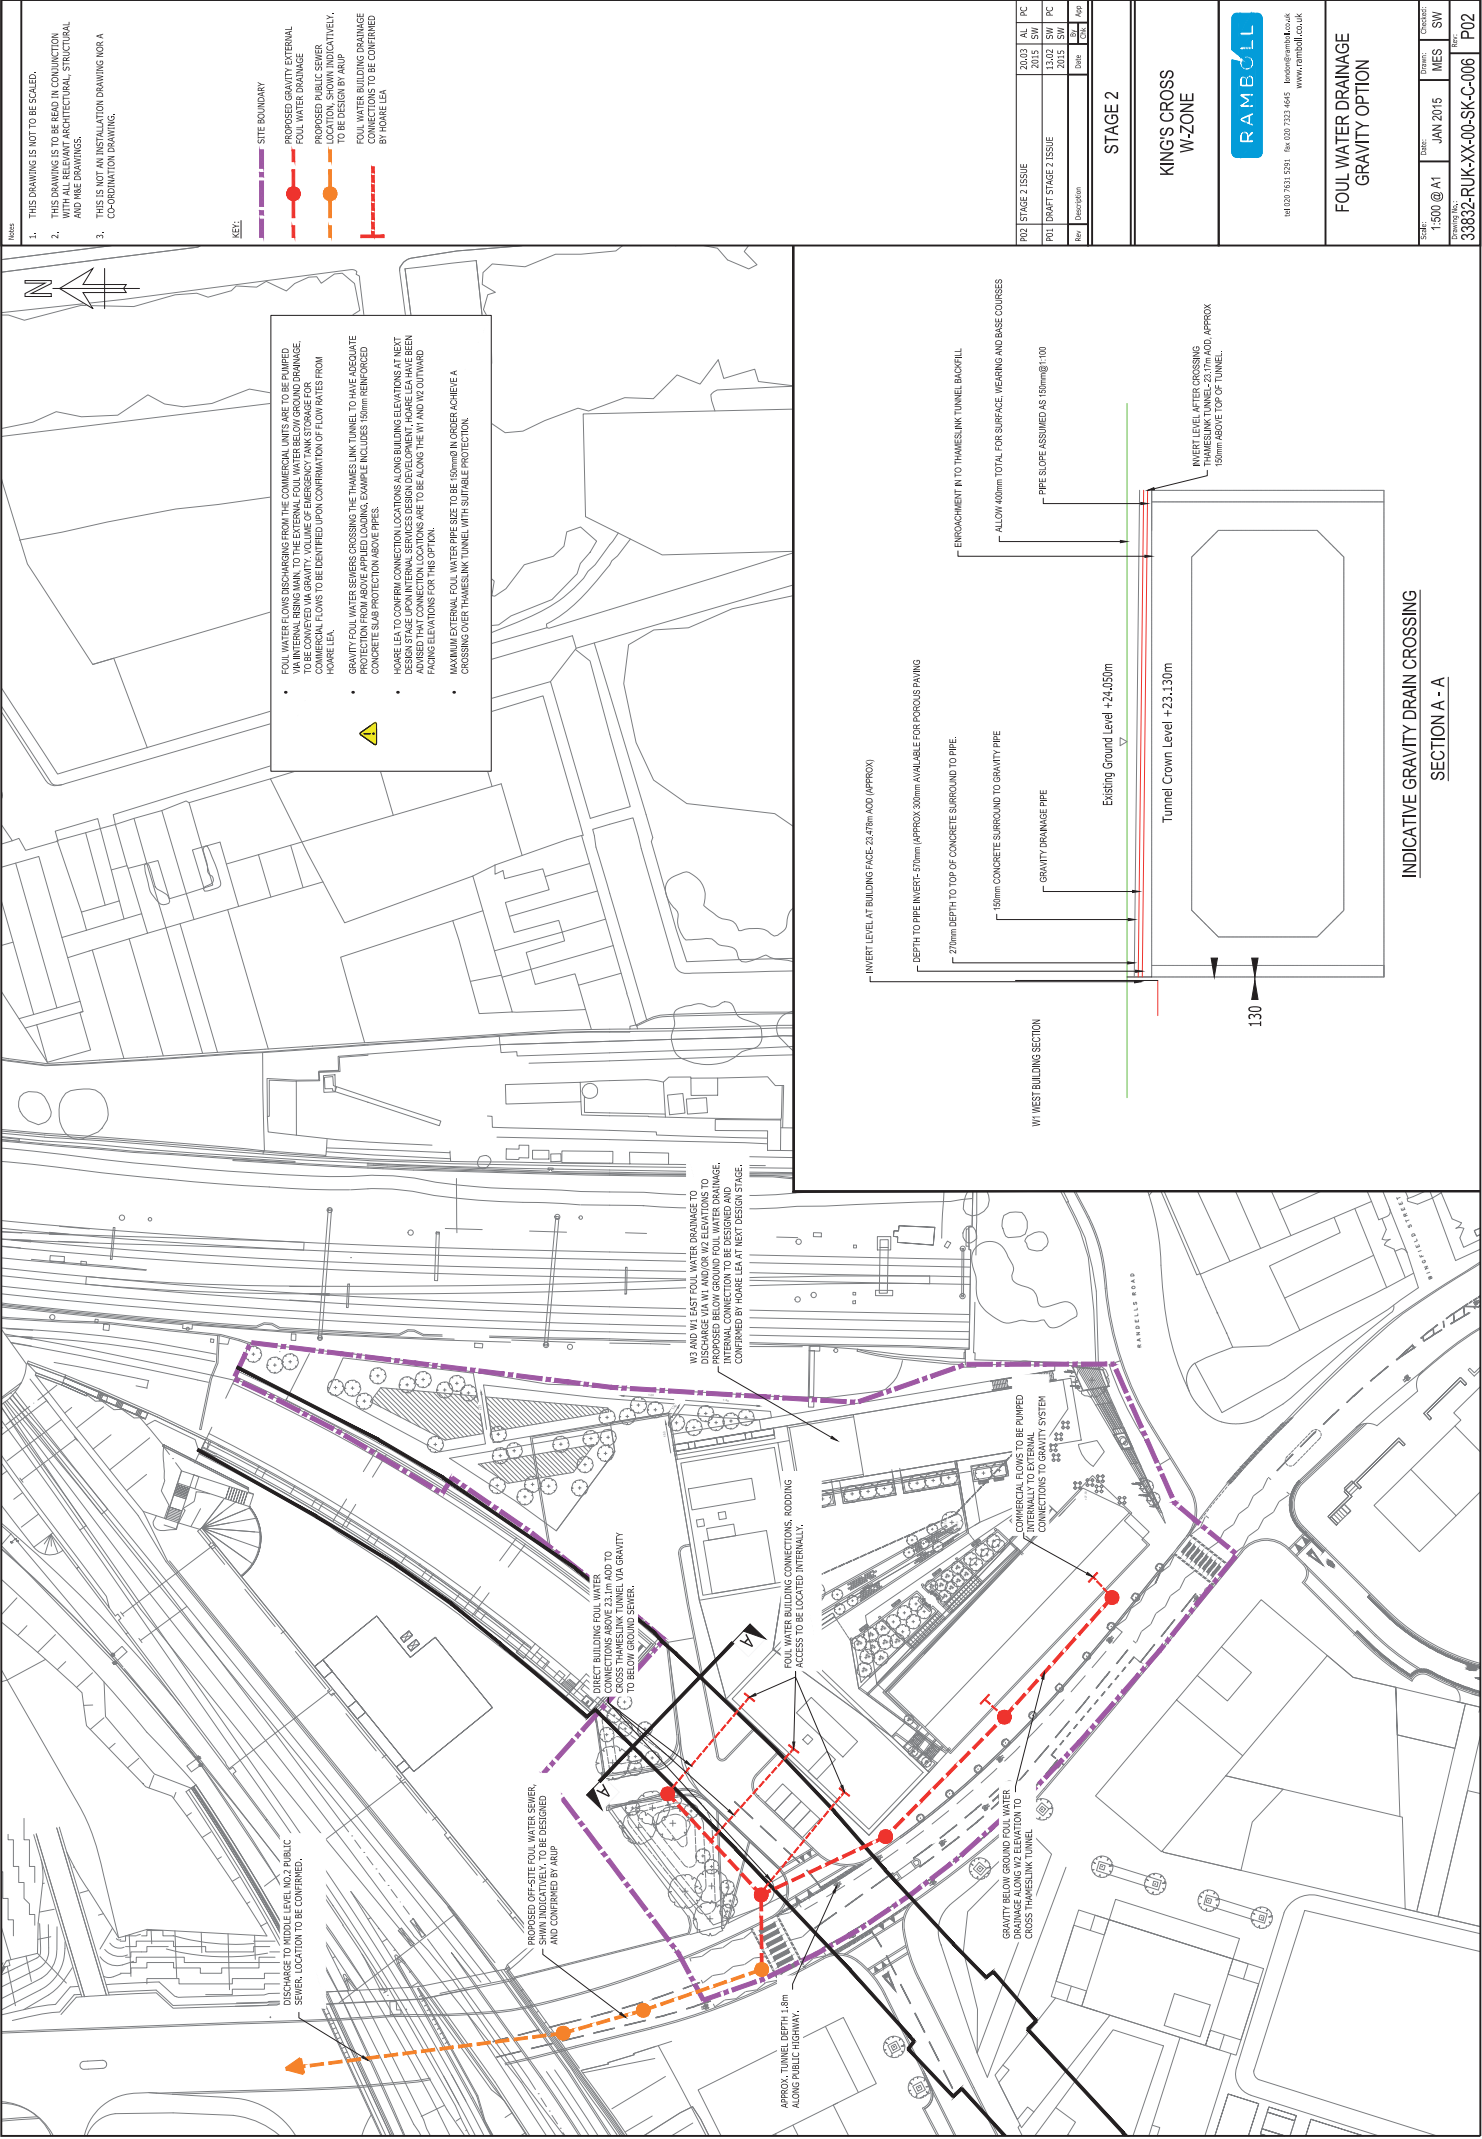 Notes
1. THIS DRAWING IS NOT TO BE SCALED.
2. THIS DRAWING IS TO BE READ IN CONJUNCTION
WITH ALL RELEVANT ARCHITECTURAL, STRUCTURAL
AND M&E DRAWINGS.
3. THIS IS NOT AN INSTALLATION DRAWING NOR A
CO-ORDINATION DRAWING.
KEY:
SITE BOUNDARY
PROPOSED GRAVITY EXTERNAL
FOUL WATER DRAINAGE
PROPOSED PUBLIC SEWER
LOCATION, SHOWN INDICATIVELY.
TO BE DESIGN BY ARUP
FOUL WATER BUILDING DRAINAGE
CONNECTIONS TO BE CONFIRMED
BY HOARE LEA
P02 STAGE 2 ISSUE 20.03 2015 AL SW PC
P01 DRAFT STAGE 2 ISSUE 13.02 2015 SW SW PC
Rev Description Date By Chk App
STAGE 2
KING'S CROSS
W-ZONE
RAMBOLL
tel 020 7631 5291 fax 020 7323 4645 london@ramboll.co.uk
www.ramboll.co.uk
FOUL WATER DRAINAGE
GRAVITY OPTION
Scale: 1:500 @ A1 Date: JAN 2015 Drawn: MES Checked: SW
Drawing No.: 33832-RUK-XX-00-SK-C-006 Rev: P02
N
• FOUL WATER FLOWS DISCHARGING FROM THE COMMERCIAL UNITS ARE TO BE PUMPED
VIA IINTERNAL RISING MAIN, TO THE EXTERNAL FOUL WATER BELOW GROUND DRAINAGE,
TO BE CONVEYED VIA GRAVITY. VOLUME OF EMERGENCY TANK STORAGE FOR
COMMERCIAL FLOWS TO BE IDENTIFIED UPON CONFIRMATION OF FLOW RATES FROM
HOARE LEA.
• GRAVITY FOUL WATER SEWERS CROSSING THE THAMES LINK TUNNEL TO HAVE ADEQUATE
PROTECTION FROM ABOVE APPLIED LOADING, EXAMPLE INCLUDES 150mm REINFORCED
CONCRETE SLAB PROTECTION ABOVE PIPES.
• HOARE LEA TO CONFIRM CONNECTION LOCATIONS ALONG BUILDING ELEVATIONS AT NEXT
DESIGN STAGE UPON INTERNAL SERVICES DESIGN DEVELOPMENT. HOARE LEA HAVE BEEN
ADVISED THAT CONNECTION LOCATIONS ARE TO BE ALONG THE W1 AND W2 OUTWARD
FACING ELEVATIONS FOR THIS OPTION.
• MAXIMUM EXTERNAL FOUL WATER PIPE SIZE TO BE 150mmØ IN ORDER ACHIEVE A
CROSSING OVER THAMESLINK TUNNEL WITH SUITABLE PROTECTION.
INVERT LEVEL AT BUILDING FACE- 23.478m AOD (APPROX)
DEPTH TO PIPE INVERT- 570mm (APPROX 300mm AVAILABLE FOR POROUS PAVING
270mm DEPTH TO TOP OF CONCRETE SURROUND TO PIPE.
150mm CONCRETE SURROUND TO GRAVITY PIPE
GRAVITY DRAINAGE PIPE
ENROACHMENT IN TO THAMESLINK TUNNEL BACKFILL
ALLOW 400mm TOTAL FOR SURFACE, WEARING AND BASE COURSES
PIPE SLOPE ASSUMED AS 150mm@1:100
INVERT LEVEL AFTER CROSSING
THAMESLINK TUNNEL- 23.17m AOD, APPROX
150mm ABOVE TOP OF TUNNEL.
Existing Ground Level +24.050m
Tunnel Crown Level +23.130m
W1 WEST BUILDING SECTION
130
INDICATIVE GRAVITY DRAIN CROSSING
SECTION A - A
W3 AND W1 EAST FOUL WATER DRAINAGE TO
DISCHARGE VIA W1 AND/OR W2 ELEVATIONS TO
PROPOSED BELOW GROUND FOUL WATER DRAINAGE.
INTERNAL CONNECTION TO BE DESIGNED AND
CONFIRMED BY HOARE LEA AT NEXT DESIGN STAGE.
RANDELLS ROAD
BINGFIELD STREET
COMMERCIAL FLOWS TO BE PUMPED
INTERNALLY TO EXTERNAL
CONNECTIONS TO GRAVITY SYSTEM
FOUL WATER BUILDING CONNECTIONS, RODDING
ACCESS TO BE LOCATED INTERNALLY.
DIRECT BUILDING FOUL WATER
CONNECTIONS ABOVE 23.1m AOD TO
CROSS THAMESLINK TUNNEL VIA GRAVITY
TO BELOW GROUND SEWER.
A
A
PROPOSED OFF-SITE FOUL WATER SEWER,
SHWN INDICATIVELY. TO BE DESIGNED
AND CONFIRMED BY ARUP
DISCHARGE TO MIDDLE LEVEL NO.2 PUBLIC
SEWER. LOCATION TO BE CONFIRMED.
GRAVITY BELOW GROUND FOUL WATER
DRAINAGE ALONG W2 ELEVATION TO
CROSS THAMESLINK TUNNEL
APPROX. TUNNEL DEPTH 1.8m
ALONG PUBLIC HIGHWAY.